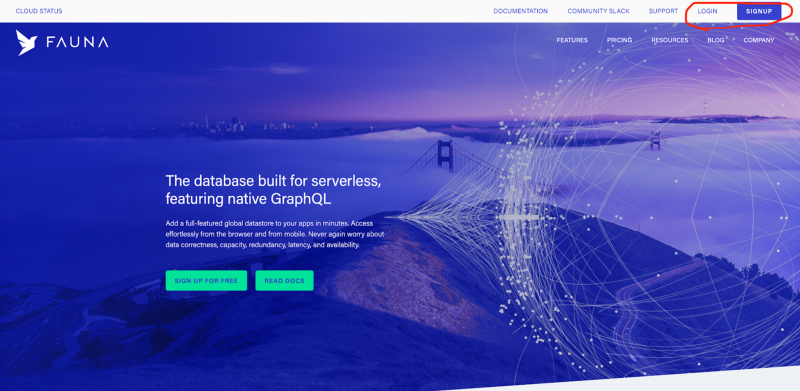 CLOUD STATUS
DOCUMENTATION COMMUNITY SLACK SUPPORT LOGIN SIGNUP
FAUNA
FEATURES PRICING RESOURCES BLOG COMPANY
The database built for serverless,
featuring native GraphQL
Add a full-featured global datastore to your apps in minutes. Access
effortlessly from the browser and from mobile. Never again worry about
data correctness, capacity, redundancy, latency, and availability.
SIGN UP FOR FREE READ DOCS